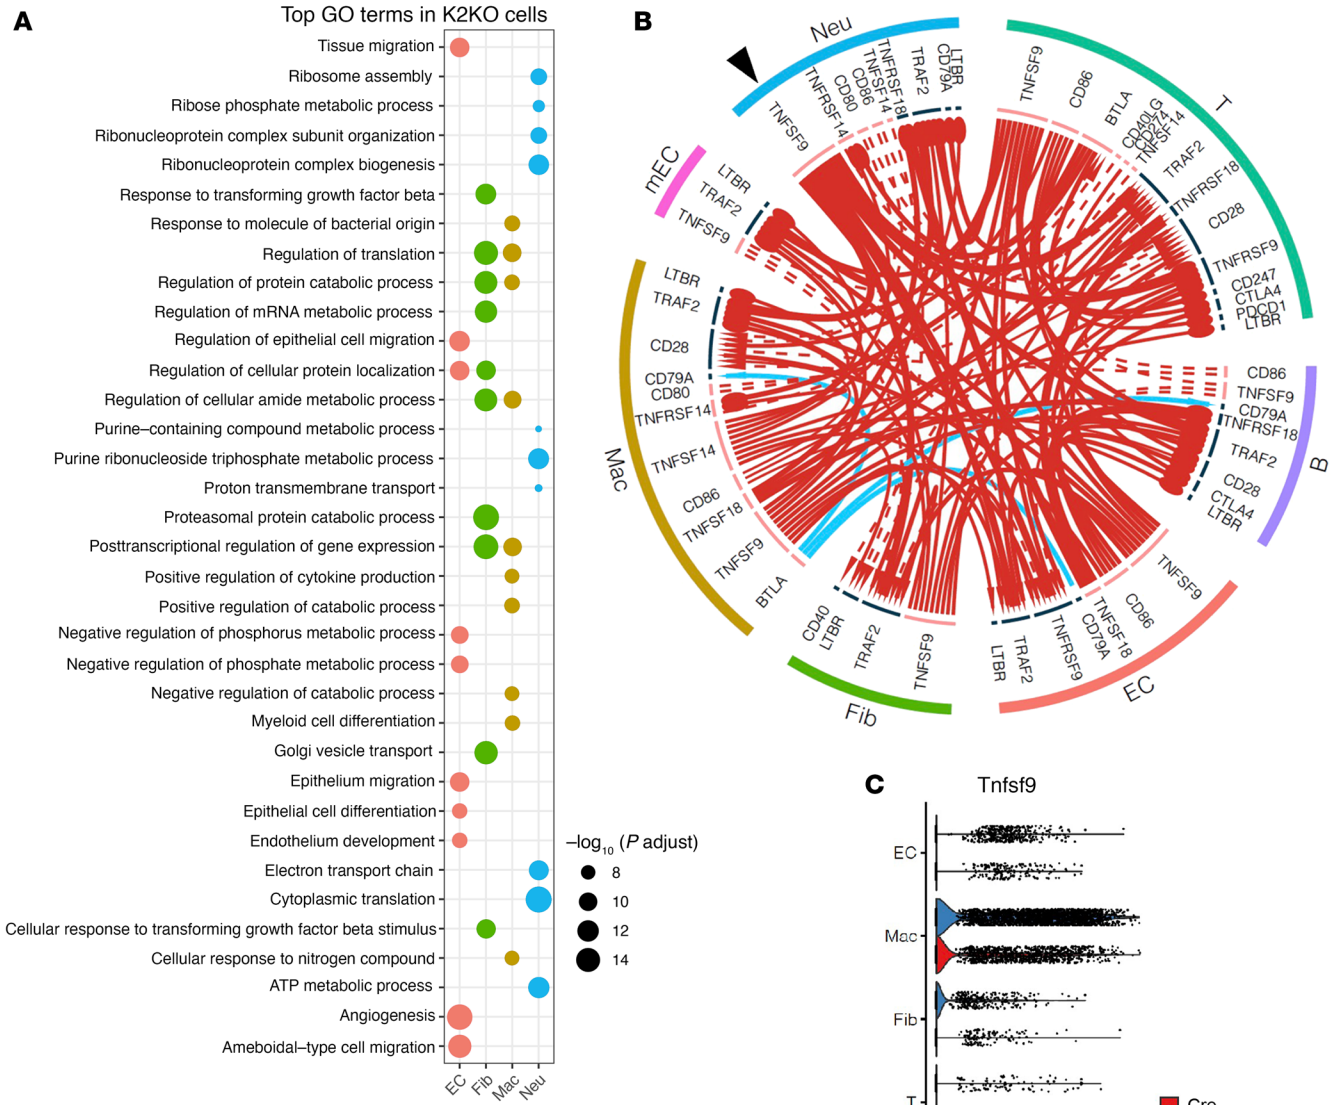 A
Top GO terms in K2KO cells
Tissue migration
Ribosome assembly
Ribose phosphate metabolic process
Ribonucleoprotein complex subunit organization
Ribonucleoprotein complex biogenesis
Response to transforming growth factor beta
Response to molecule of bacterial origin
Regulation of translation
Regulation of protein catabolic process
Regulation of mRNA metabolic process
Regulation of epithelial cell migration
Regulation of cellular protein localization
Regulation of cellular amide metabolic process
Purine–containing compound metabolic process
Purine ribonucleoside triphosphate metabolic process
Proton transmembrane transport
Proteasomal protein catabolic process
Posttranscriptional regulation of gene expression
Positive regulation of cytokine production
Positive regulation of catabolic process
Negative regulation of phosphorus metabolic process
Negative regulation of phosphate metabolic process
Negative regulation of catabolic process
Myeloid cell differentiation
Golgi vesicle transport
Epithelium migration
Epithelial cell differentiation
Endothelium development
Electron transport chain
Cytoplasmic translation
Cellular response to transforming growth factor beta stimulus
Cellular response to nitrogen compound
ATP metabolic process
Angiogenesis
Ameboidal–type cell migration
EC
Fib
Mac
Neu
–log10 (P adjust)
8
10
12
14
B
Neu
TNFSF9
TNFRSF14
CD80
CD86
TNFSF14
TNFRSF18
TRAF2
CD79A
LTBR
T
TNFSF9
CD86
BTLA
CD40LG
CD274
TNFSF14
TRAF2
TNFRSF18
CD28
TNFRSF9
CD247
CTLA4
PDCD1
LTBR
B
CD86
TNFSF9
CD79A
TNFRSF18
TRAF2
CD28
CTLA4
LTBR
EC
TNFSF9
CD86
TNFSF18
CD79A
TNFRSF9
TRAF2
LTBR
Fib
TNFSF9
TRAF2
LTBR
CD40
Mac
BTLA
TNFSF9
TNFSF18
CD86
TNFSF14
TNFRSF14
CD80
CD79A
CD28
TRAF2
LTBR
mEC
TNFSF9
TRAF2
LTBR
C
Tnfsf9
EC
Mac
Fib
T
Cre